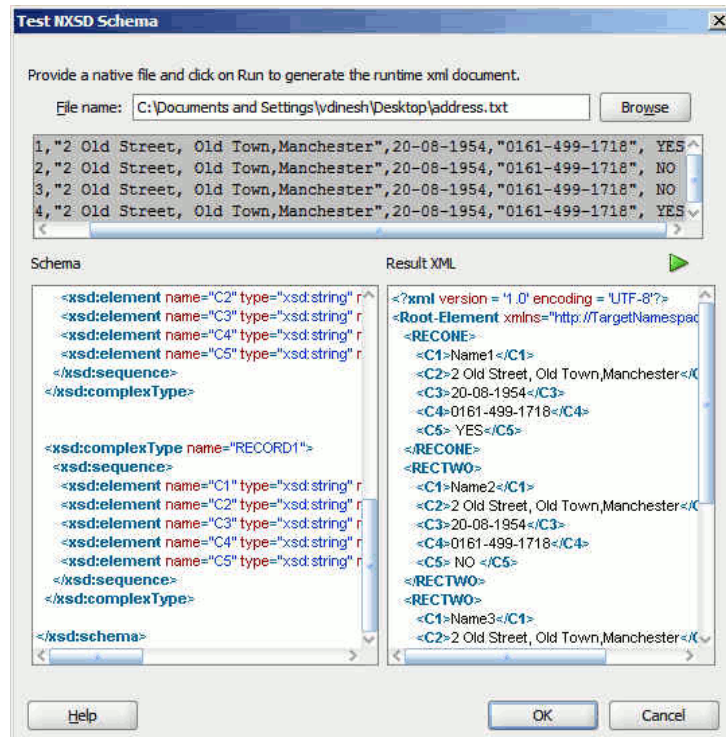 Test NXSD Schema
Provide a native file and click on Run to generate the runtime xml document.
File name: C:\Documents and Settings\vdinesh\Desktop\address.txt Browse
1,"2 Old Street, Old Town,Manchester",20-08-1954,"0161-499-1718", YES
2,"2 Old Street, Old Town,Manchester",20-08-1954,"0161-499-1718", NO
3,"2 Old Street, Old Town,Manchester",20-08-1954,"0161-499-1718", NO
4,"2 Old Street, Old Town,Manchester",20-08-1954,"0161-499-1718", YES
Schema
<xsd:element name="C2" type="xsd:string"
<xsd:element name="C3" type="xsd:string"
<xsd:element name="C4" type="xsd:string"
<xsd:element name="C5" type="xsd:string"
</xsd:sequence>
</xsd:complexType>
<xsd:complexType name="RECORD1">
<xsd:sequence>
<xsd:element name="C1" type="xsd:string"
<xsd:element name="C2" type="xsd:string"
<xsd:element name="C3" type="xsd:string"
<xsd:element name="C4" type="xsd:string"
<xsd:element name="C5" type="xsd:string"
</xsd:sequence>
</xsd:complexType>
</xsd:schema>
Result XML
<?xml version = '1.0' encoding = 'UTF-8'?>
<Root-Element xmlns="http://TargetNamespac
<RECONE>
<C1>Name1</C1>
<C2>2 Old Street, Old Town,Manchester</C
<C3>20-08-1954</C3>
<C4>0161-499-1718</C4>
<C5> YES</C5>
</RECONE>
<RECTWO>
<C1>Name2</C1>
<C2>2 Old Street, Old Town,Manchester</C
<C3>20-08-1954</C3>
<C4>0161-499-1718</C4>
<C5> NO </C5>
</RECTWO>
<RECTWO>
<C1>Name3</C1>
<C2>2 Old Street, Old Town,Manchester</
Help OK Cancel